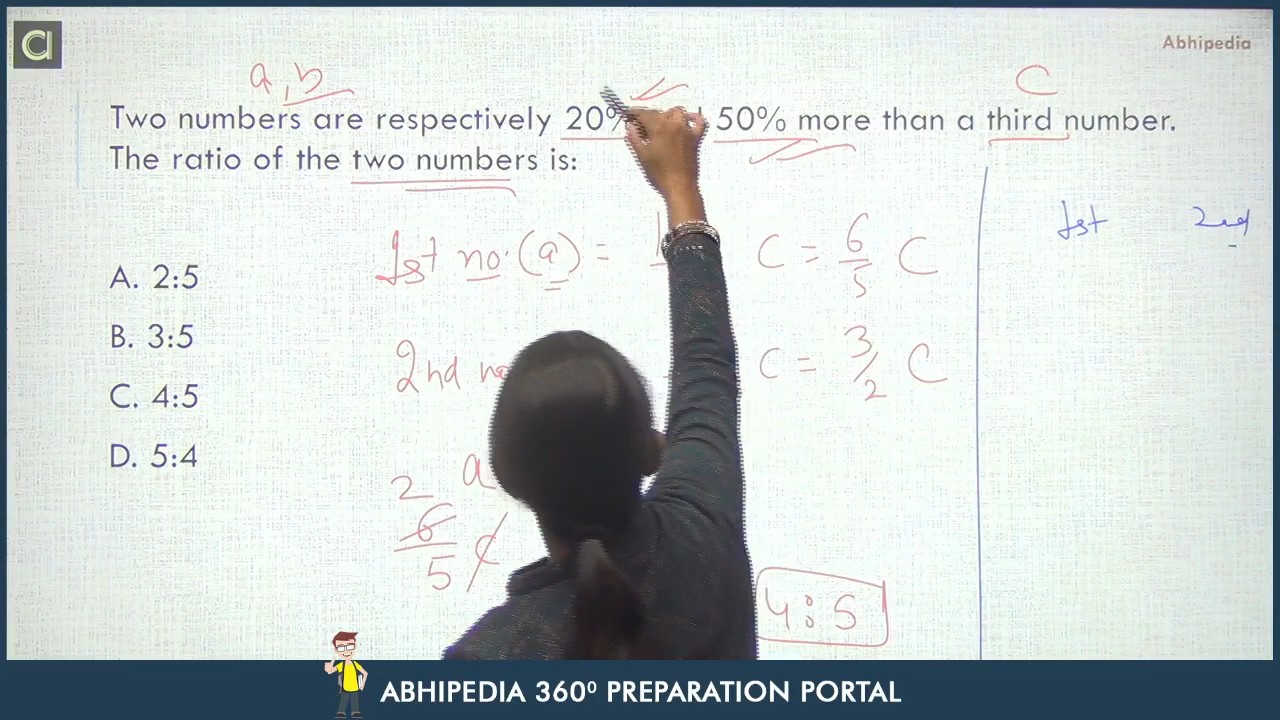 Abhipedia
a, b
C
Two numbers are respectively 20% 50% more than a third number.
The ratio of the two numbers is:
1st 2nd
1st no. (a) = 1 C = 6/5 C
A. 2:5
B. 3:5
2nd C = 3/2 C
C. 4:5
D. 5:4
a
2
6/5 C
4:5
ABHIPEDIA 360⁰ PREPARATION PORTAL